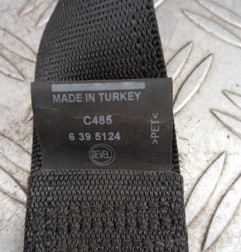 MADE IN TURKEY
C485
6 39 5124
>PET<